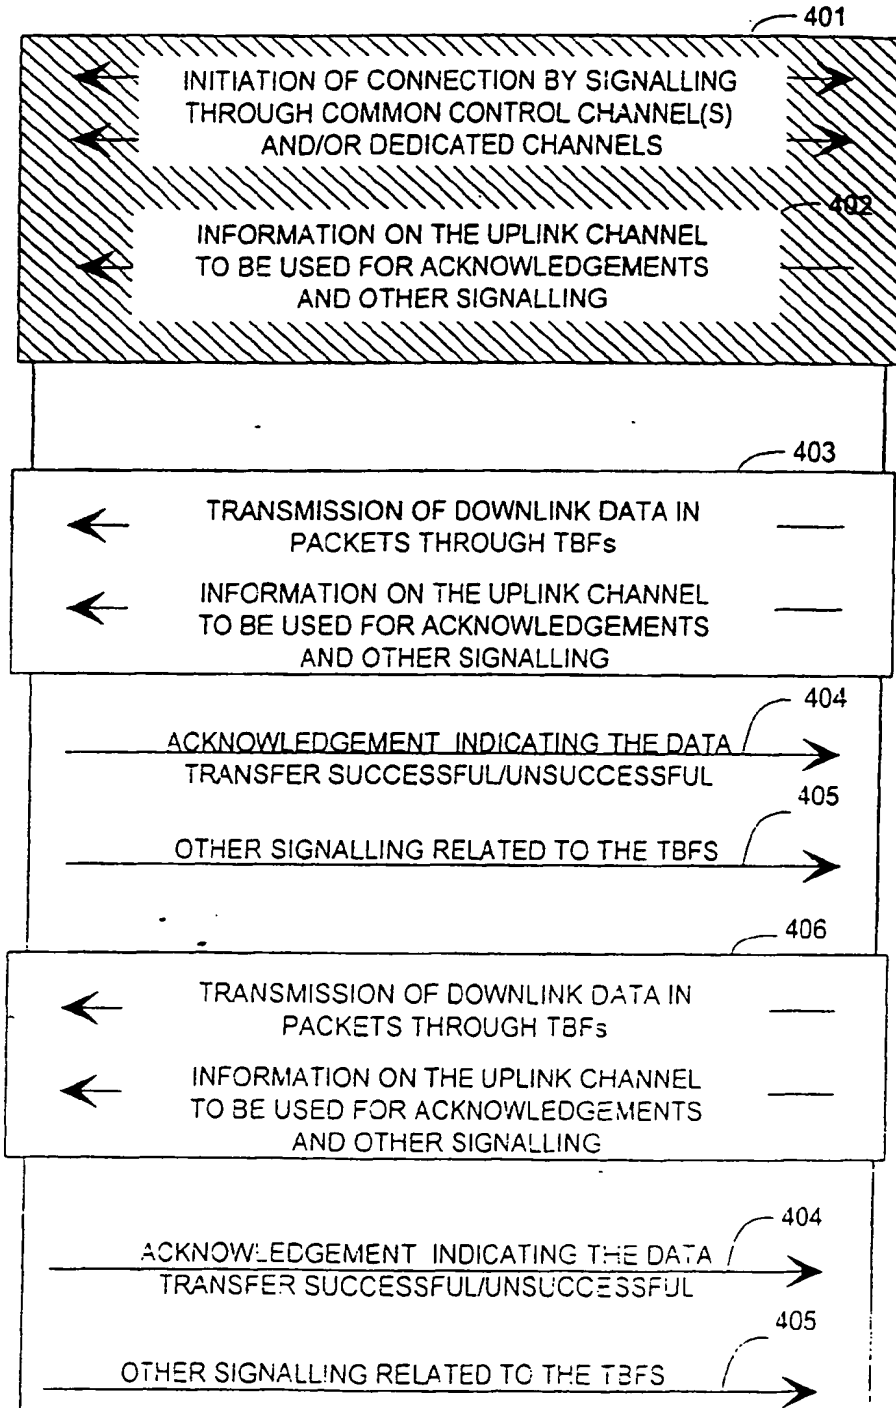 401
INITIATION OF CONNECTION BY SIGNALLING
THROUGH COMMON CONTROL CHANNEL(S)
AND/OR DEDICATED CHANNELS
402
INFORMATION ON THE UPLINK CHANNEL
TO BE USED FOR ACKNOWLEDGEMENTS
AND OTHER SIGNALLING
403
TRANSMISSION OF DOWNLINK DATA IN
PACKETS THROUGH TBFs
INFORMATION ON THE UPLINK CHANNEL
TO BE USED FOR ACKNOWLEDGEMENTS
AND OTHER SIGNALLING
404
ACKNOWLEDGEMENT INDICATING THE DATA
TRANSFER SUCCESSFUL/UNSUCCESSFUL
405
OTHER SIGNALLING RELATED TO THE TBFS
406
TRANSMISSION OF DOWNLINK DATA IN
PACKETS THROUGH TBFs
INFORMATION ON THE UPLINK CHANNEL
TO BE USED FOR ACKNOWLEDGEMENTS
AND OTHER SIGNALLING
404
ACKNOWLEDGEMENT INDICATING THE DATA
TRANSFER SUCCESSFUL/UNSUCCESSFUL
405
OTHER SIGNALLING RELATED TO THE TBFS